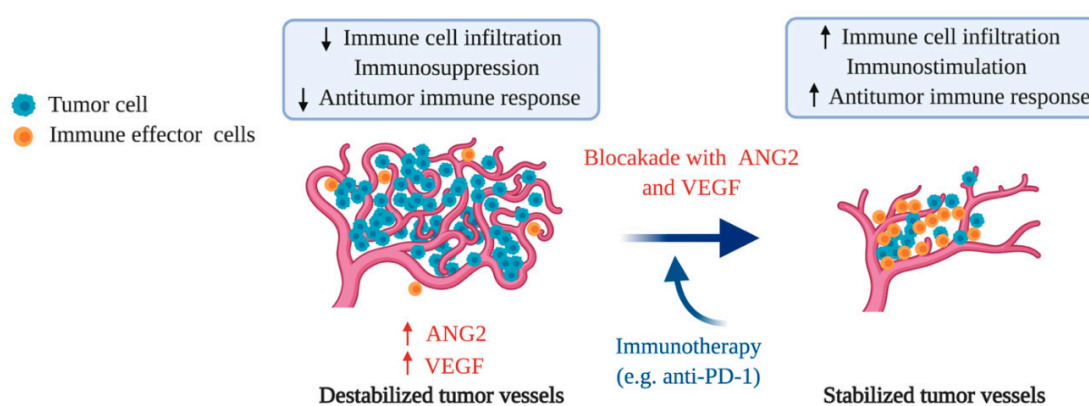 ↓ Immune cell infiltration
Immunosuppression
↓ Antitumor immune response
↑ Immune cell infiltration
Immunostimulation
↑ Antitumor immune response
Tumor cell
Immune effector cells
Blocakade with ANG2
and VEGF
↑ ANG2
↑ VEGF
Immunotherapy
(e.g. anti-PD-1)
Destabilized tumor vessels
Stabilized tumor vessels